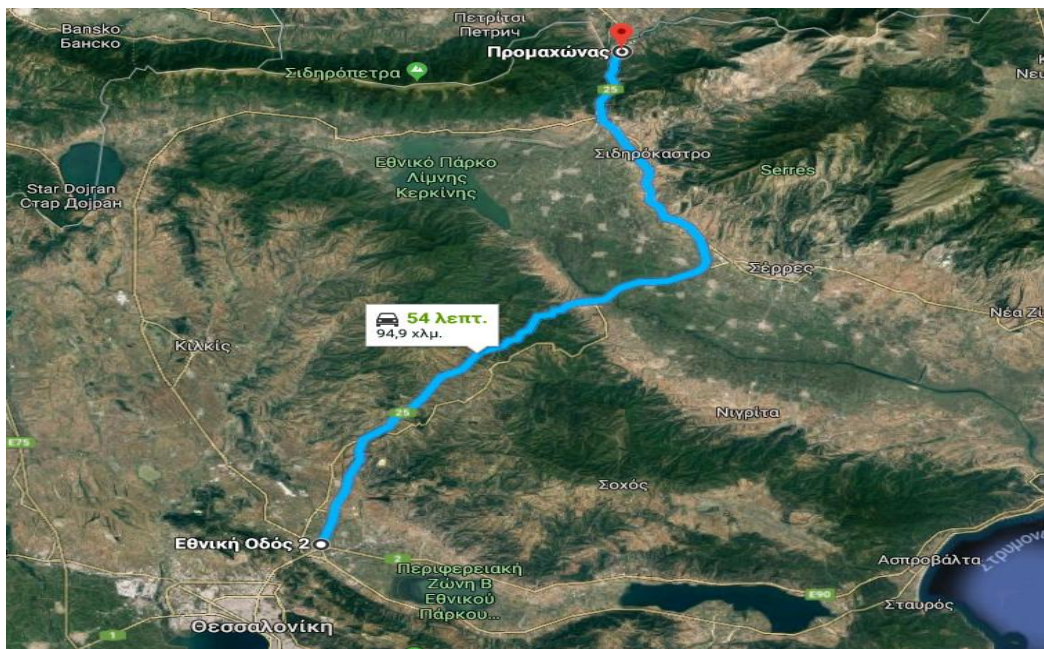 Πετρίτσι
Петрич
Bansko
Банско
Προμαχώνας
Σιδηρόπετρα
25
Σιδηρόκαστρο
Εθνικό Πάρκο
Λίμνης
Κερκίνης
Serres
Star Dojran
Стар Дојран
Σέρρες
Νέα Ζί
54 λεπτ.
94,9 χλμ.
Κιλκίς
25
Νιγρίτα
E75
Σοχός
Εθνική Οδός 2
2
Περιφερειακή
Ζώνη Β
Εθνικού
Πάρκου...
Ασπροβάλτα
E90
Σταυρός
Θεσσαλονίκη
1